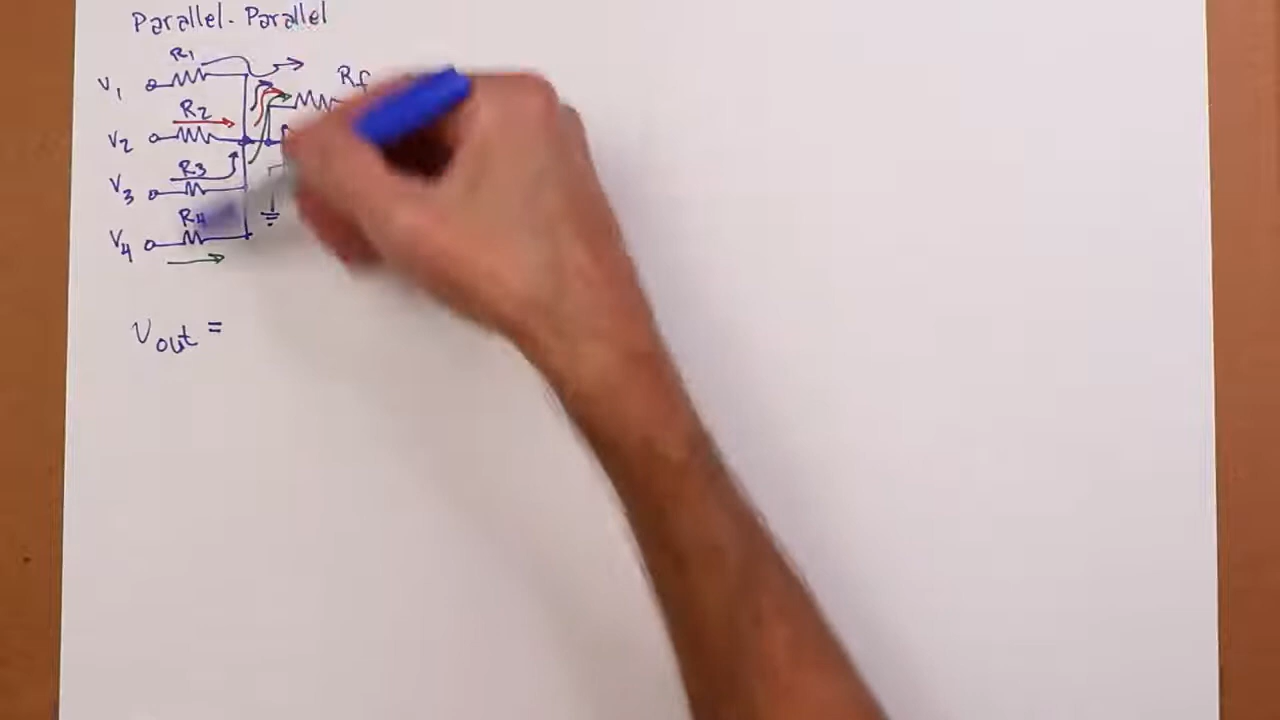 Parallel-Parallel
R1
V1
Rf
R2
V2
R3
V3
R4
V4
Vout =